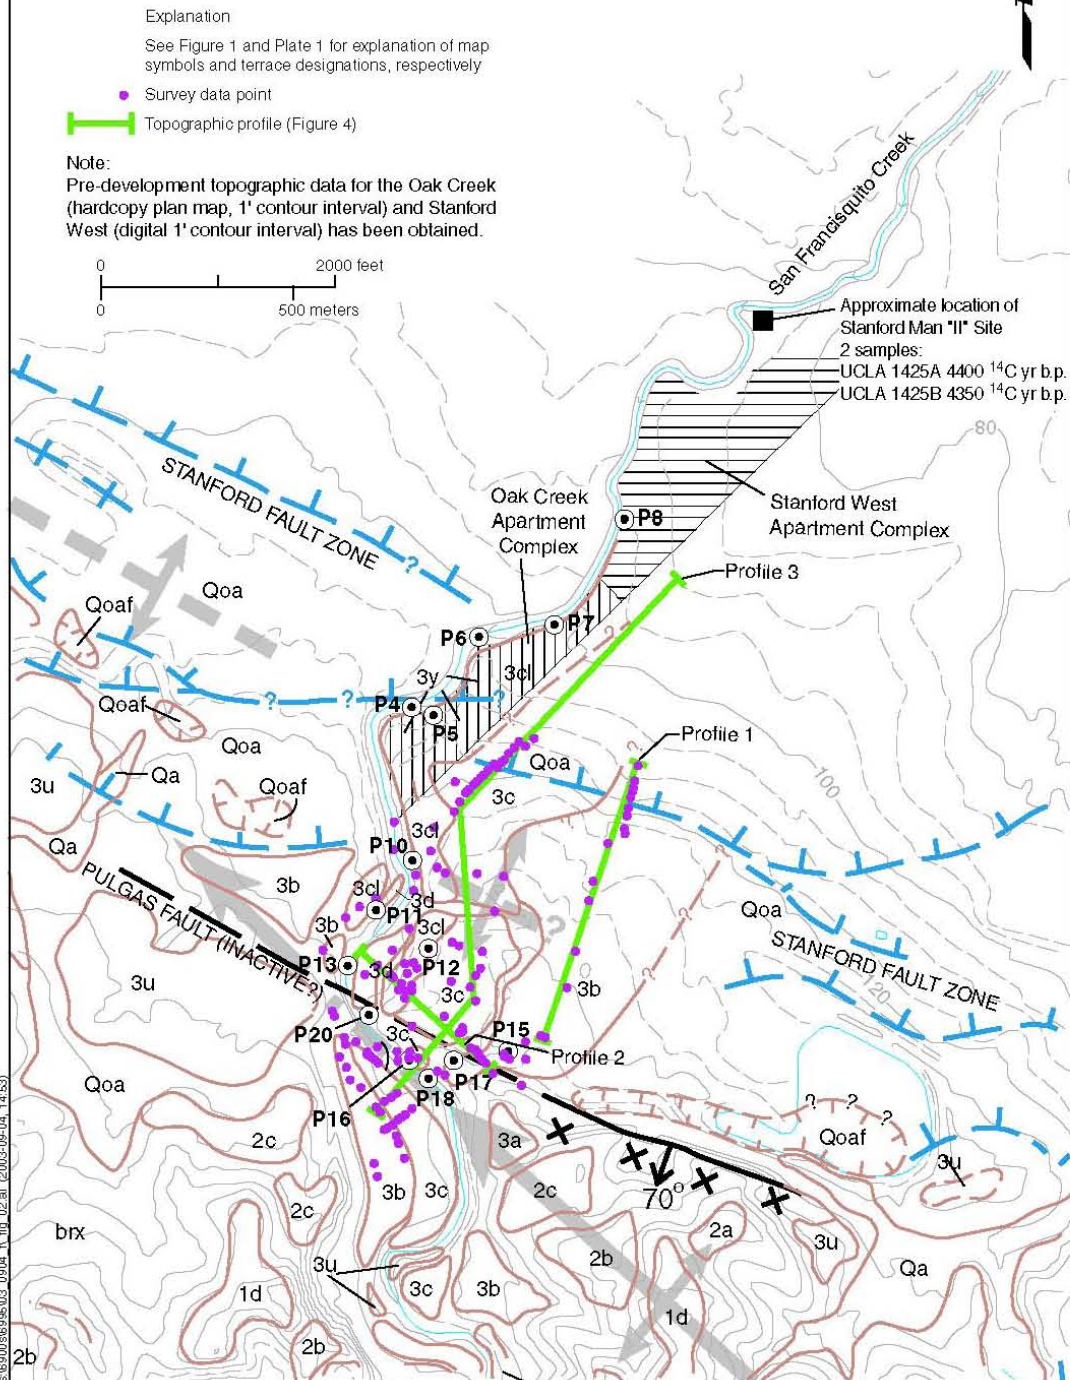 Explanation
See Figure 1 and Plate 1 for explanation of map
symbols and terrace designations, respectively
Survey data point
Topographic profile (Figure 4)
Note:
Pre-development topographic data for the Oak Creek
(hardcopy plan map, 1' contour interval) and Stanford
West (digital 1' contour interval) has been obtained.
0 2000 feet
0 500 meters
San Francisquito Creek
Approximate location of
Stanford Man "II" Site
2 samples:
UCLA 1425A 4400 14C yr b.p.
UCLA 1425B 4350 14C yr b.p.
80
STANFORD FAULT ZONE
?
Oak Creek
Apartment
Complex
P8
Stanford West
Apartment Complex
Profile 3
Qoa
Qoaf
P6
P7
?
3y
3cl
Qoaf
?
?
P4
?
P5
?
Profile 1
Qoa
Qoa
?
3u
Qa
Qoaf
3c
100
Qa
3cl
P10
PULGAS FAULT (INACTIVE?)
3b
3cl
3d
P11
3b
3cl
?
Qoa
STANFORD FAULT ZONE
P13
3d
P12
3u
3c
3b
120
P20
3c
P15
Profile 2
P17
Qoa
P18
P16
? ? ?
Qoaf
2c
3a
3u
70°
3b
3c
2c
2c
2a
brx
3u
2b
3u
Qa
1d
3c
3b
1d
2b
2b